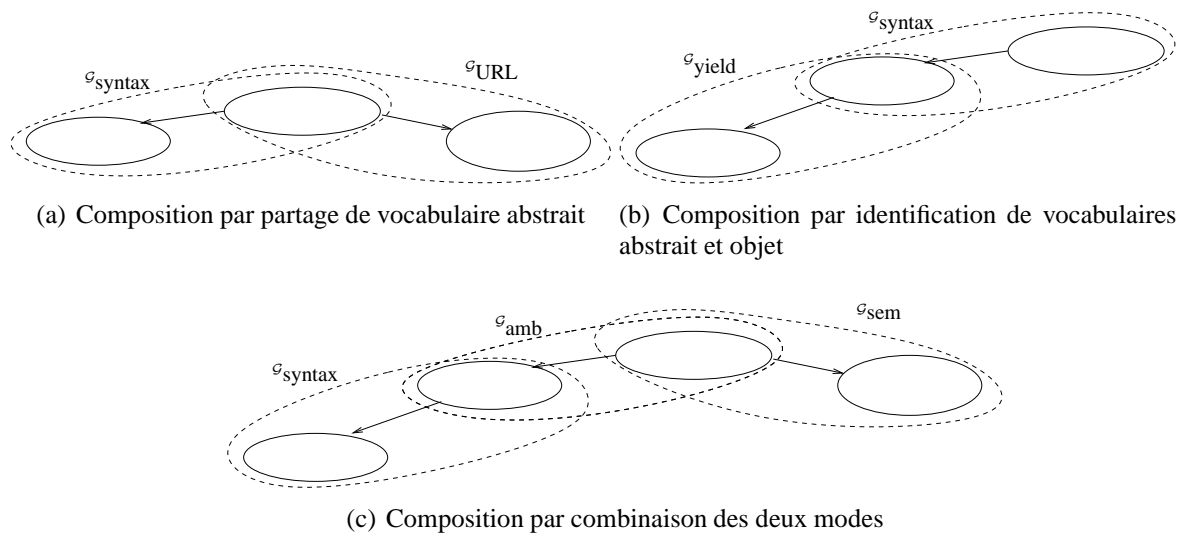 𝒢syntax
𝒢URL
(a) Composition par partage de vocabulaire abstrait
𝒢syntax
𝒢yield
(b) Composition par identification de vocabulaires
abstrait et objet
𝒢amb
𝒢sem
𝒢syntax
(c) Composition par combinaison des deux modes